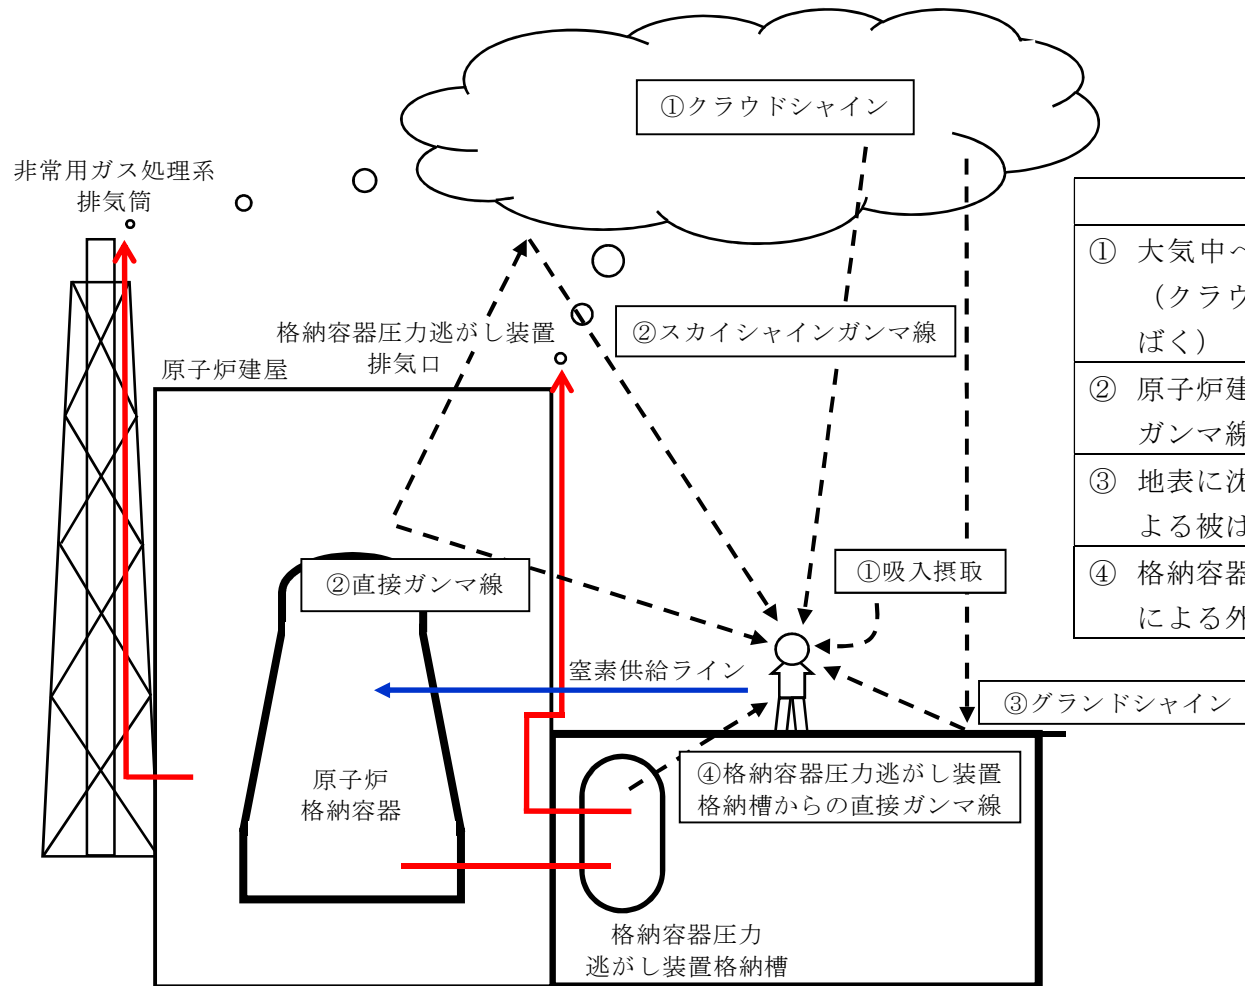 ①クラウドシャイン
非常用ガス処理系
排気筒
格納容器圧力逃がし装置
排気口
原子炉建屋
②スカイシャインガンマ線
①吸入摂取
②直接ガンマ線
窒素供給ライン
③グランドシャイン
原子炉
格納容器
④格納容器圧力逃がし装置
格納槽からの直接ガンマ線
格納容器圧力
逃がし装置格納槽
① 大気中へ
（クラウ
ばく）
② 原子炉建
ガンマ線
③ 地表に沈
よる被ば
④ 格納容器
による外